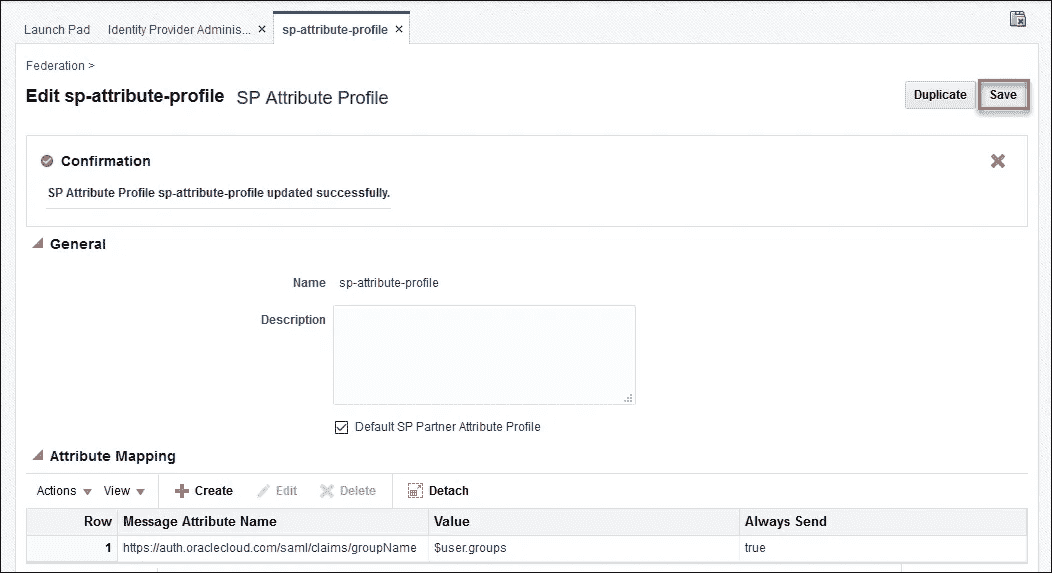 Launch Pad Identity Provider Adminis... × sp-attribute-profile ×
Federation >
Edit sp-attribute-profile SP Attribute Profile
Duplicate Save
Confirmation
SP Attribute Profile sp-attribute-profile updated successfully.
General
Name sp-attribute-profile
Description
Default SP Partner Attribute Profile
Attribute Mapping
Actions View Create Edit Delete Detach
Row Message Attribute Name Value Always Send
1 https://auth.oraclecloud.com/saml/claims/groupName $user.groups true